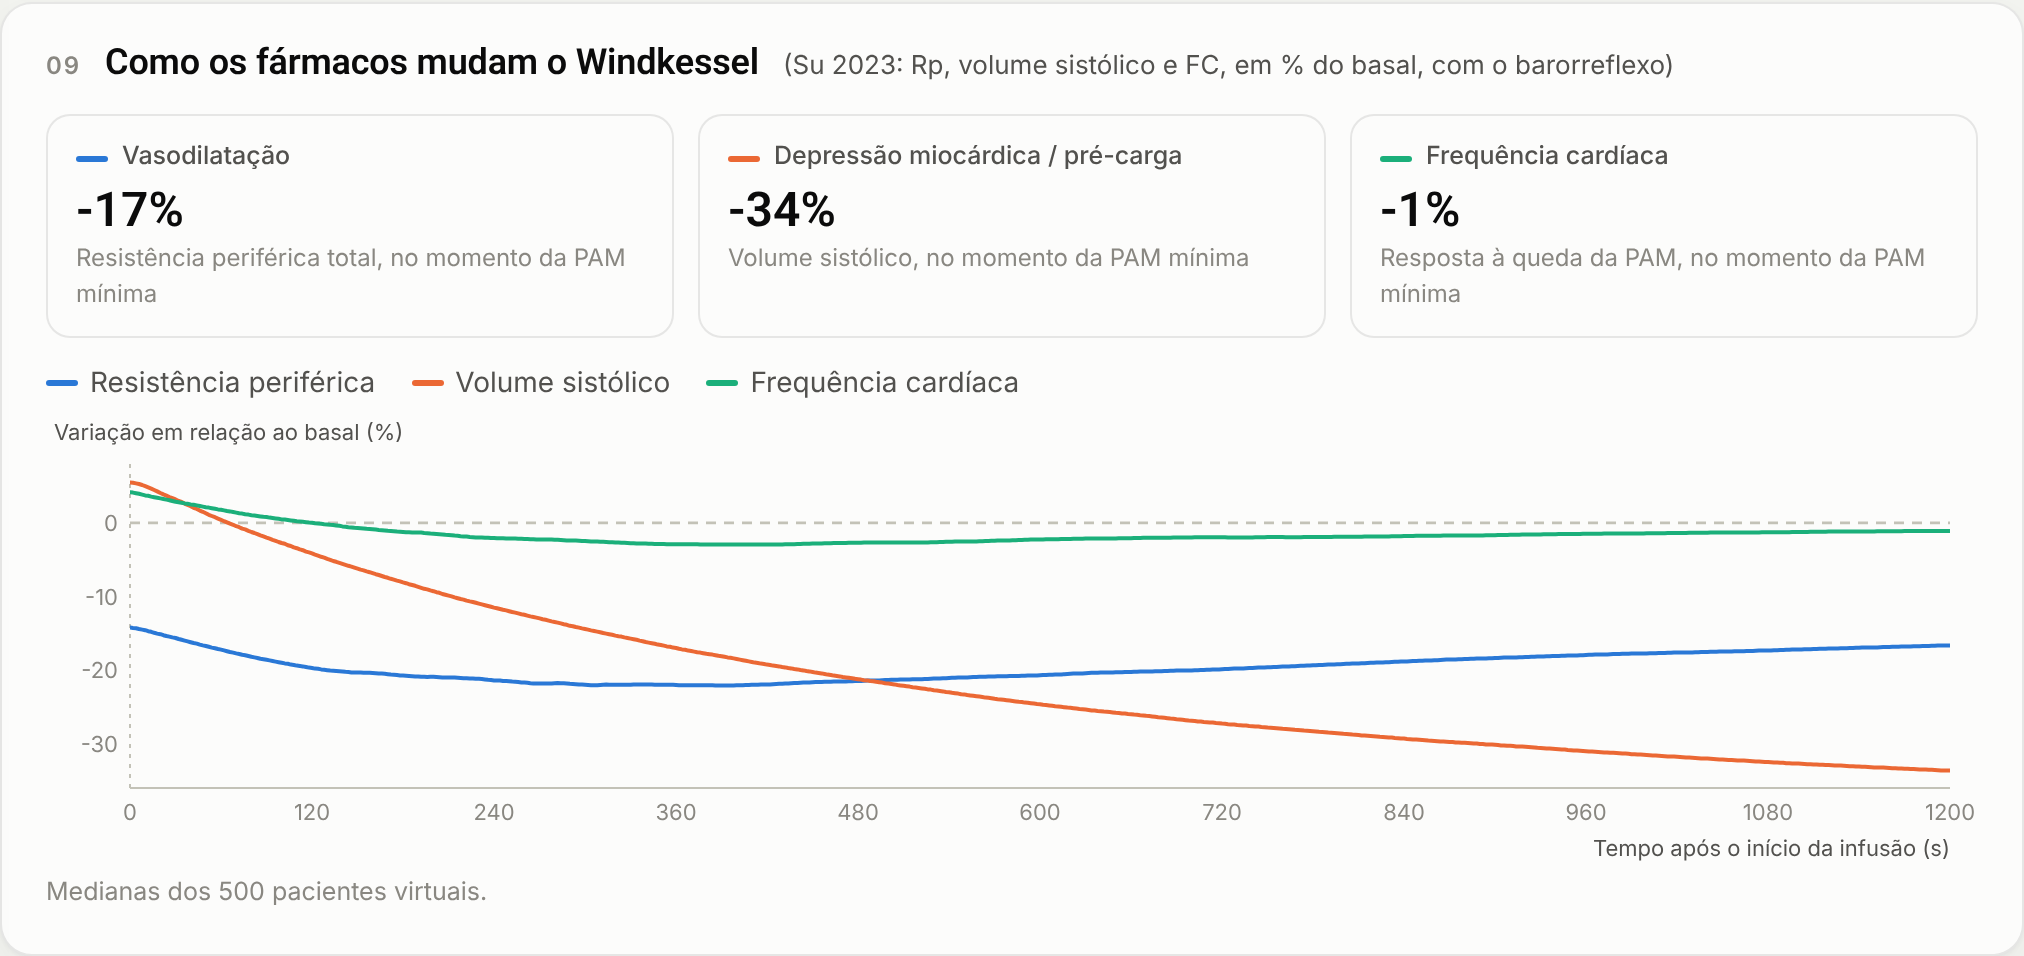 09 Como os fármacos mudam o Windkessel (Su 2023: Rp, volume sistólico e FC, em % do basal, com o barorreflexo)
Vasodilatação
-17%
Resistência periférica total, no momento da PAM
mínima
Depressão miocárdica / pré-carga
-34%
Volume sistólico, no momento da PAM mínima
Frequência cardíaca
-1%
Resposta à queda da PAM, no momento da PAM
mínima
Resistência periférica Volume sistólico Frequência cardíaca
Variação em relação ao basal (%)
0
-10
-20
-30
0 120 240 360 480 600 720 840 960 1080 1200
Tempo após o início da infusão (s)
Medianas dos 500 pacientes virtuais.